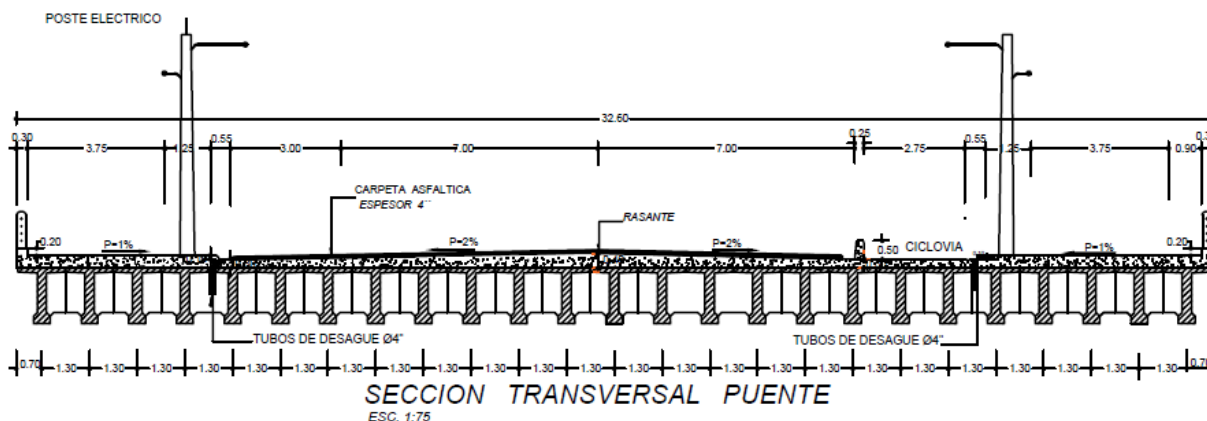 POSTE ELECTRICO
32.60
0.30 3.75 1.25 0.55 3.00 7.00 7.00 0.25 2.75 0.55 1.25 3.75 0.90
CARPETA ASFALTICA
ESPESOR 4´´
RASANTE
0.20 P=1% P=2% P=2% 0.50 CICLOVIA P=1% 0.20
TUBOS DE DESAGUE Ø4"
TUBOS DE DESAGUE Ø4"
0.70 1.30 1.30 1.30 1.30 1.30 1.30 1.30 1.30 1.30 1.30 1.30 1.30 1.30 1.30 1.30 1.30 1.30 1.30 1.30 1.30 1.30 1.30 1.30 1.30
SECCION TRANSVERSAL PUENTE
ESC. 1:75